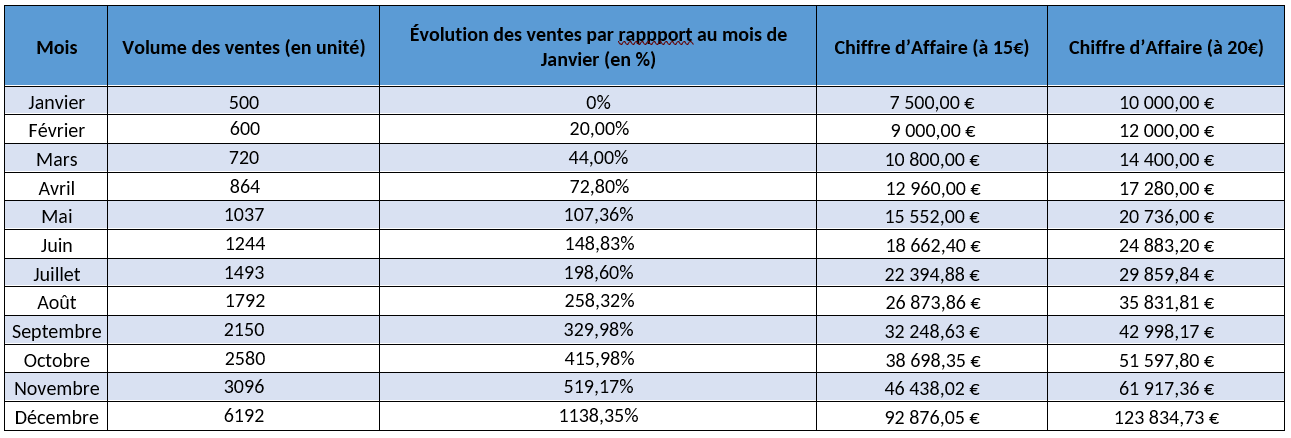 Mois Volume des ventes (en unité) Évolution des ventes par rappport au mois de Janvier (en %) Chiffre d’Affaire (à 15€) Chiffre d’Affaire (à 20€)
Janvier 500 0% 7 500,00 € 10 000,00 €
Février 600 20,00% 9 000,00 € 12 000,00 €
Mars 720 44,00% 10 800,00 € 14 400,00 €
Avril 864 72,80% 12 960,00 € 17 280,00 €
Mai 1037 107,36% 15 552,00 € 20 736,00 €
Juin 1244 148,83% 18 662,40 € 24 883,20 €
Juillet 1493 198,60% 22 394,88 € 29 859,84 €
Août 1792 258,32% 26 873,86 € 35 831,81 €
Septembre 2150 329,98% 32 248,63 € 42 998,17 €
Octobre 2580 415,98% 38 698,35 € 51 597,80 €
Novembre 3096 519,17% 46 438,02 € 61 917,36 €
Décembre 6192 1138,35% 92 876,05 € 123 834,73 €